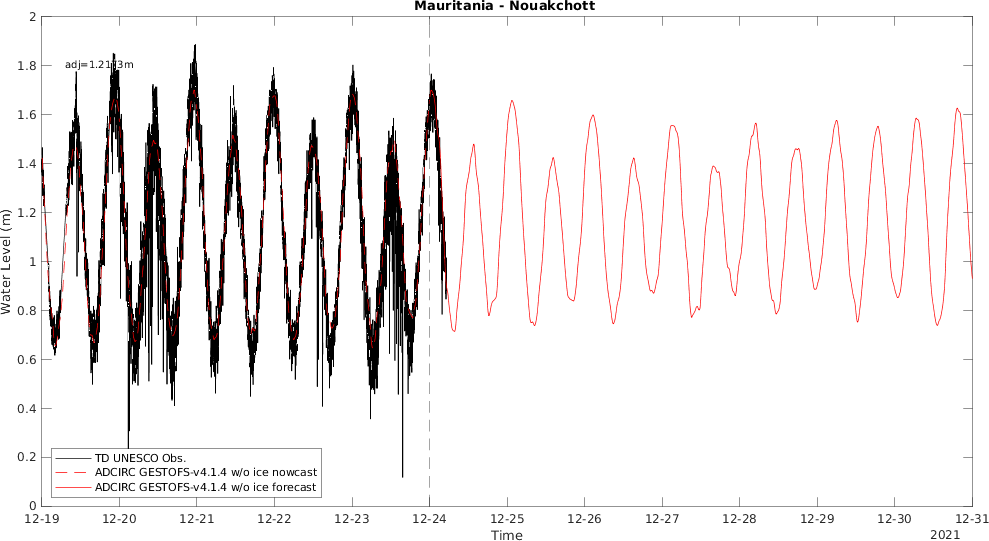 Mauritania - Nouakchott
Water Level (m)
2
1.8
1.6
1.4
1.2
1
0.8
0.6
0.4
0.2
0
TD UNESCO Obs.
ADCIRC GESTOFS-v4.1.4 w/o ice nowcast
ADCIRC GESTOFS-v4.1.4 w/o ice forecast
12-19 12-20 12-21 12-22 12-23 12-24 12-25 12-26 12-27 12-28 12-29 12-30 12-31
Time
2021